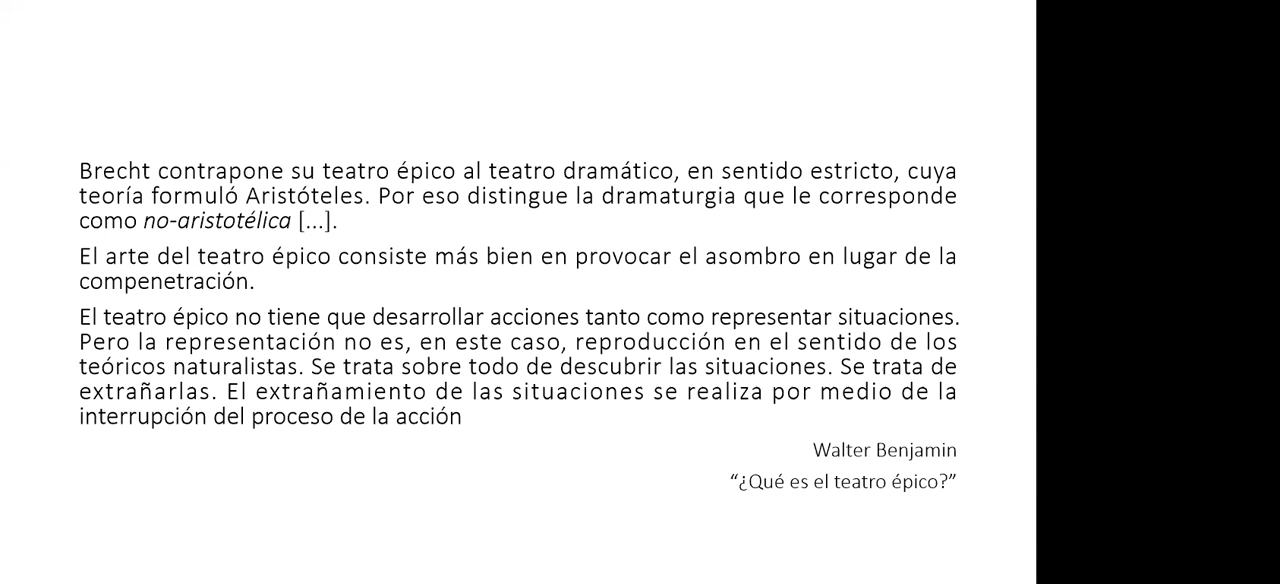 Brecht contrapone su teatro épico al teatro dramático, en sentido estricto, cuya
teoría formuló Aristóteles. Por eso distingue la dramaturgia que le corresponde
como no-aristotélica [...].
El arte del teatro épico consiste más bien en provocar el asombro en lugar de la
compenetración.
El teatro épico no tiene que desarrollar acciones tanto como representar situaciones.
Pero la representación no es, en este caso, reproducción en el sentido de los
teóricos naturalistas. Se trata sobre todo de descubrir las situaciones. Se trata de
extrañarlas. El extrañamiento de las situaciones se realiza por medio de la
interrupción del proceso de la acción
Walter Benjamin
“¿Qué es el teatro épico?”